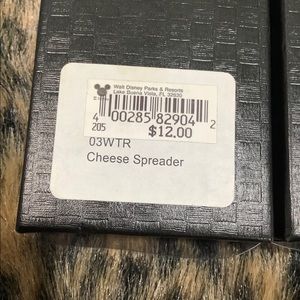 Walt Disney Parks & Resorts
Lake Buena Vista, FL 32830
4 00285 82904 2
205 $12.00
03WTR
Cheese Spreader